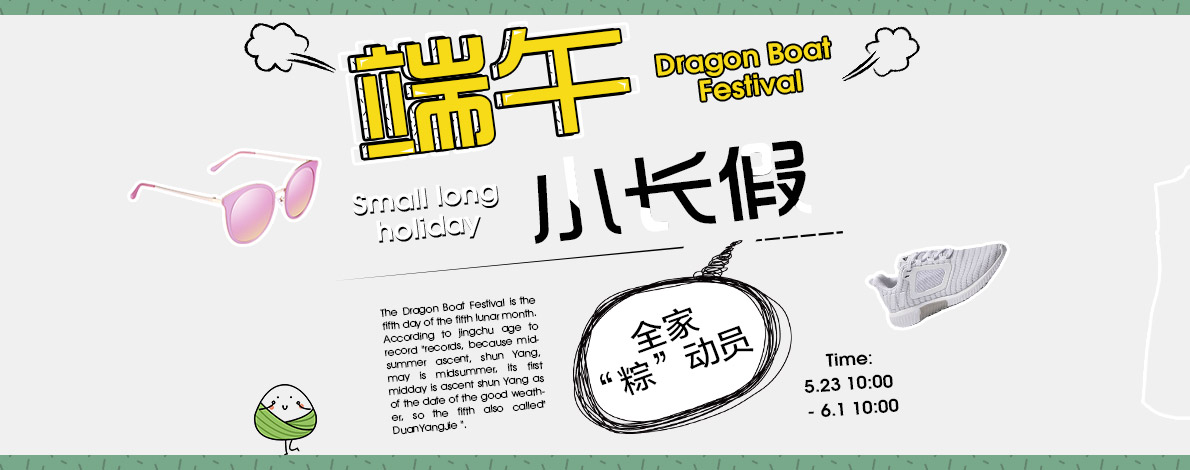 端午
Dragon Boat
Festival
小长假
Small long
holiday
The Dragon Boat Festival is the
fifth day of the fifth lunar month.
According to jingchu age to
record "records, because mid-
summer ascent, shun Yang,
may is midsummer, its first
midday is ascent shun Yang as
of the date of the good weath-
er, so the fifth also called"
DuanYangJie ".
全家
“粽”动员
Time:
5.23 10:00
- 6.1 10:00